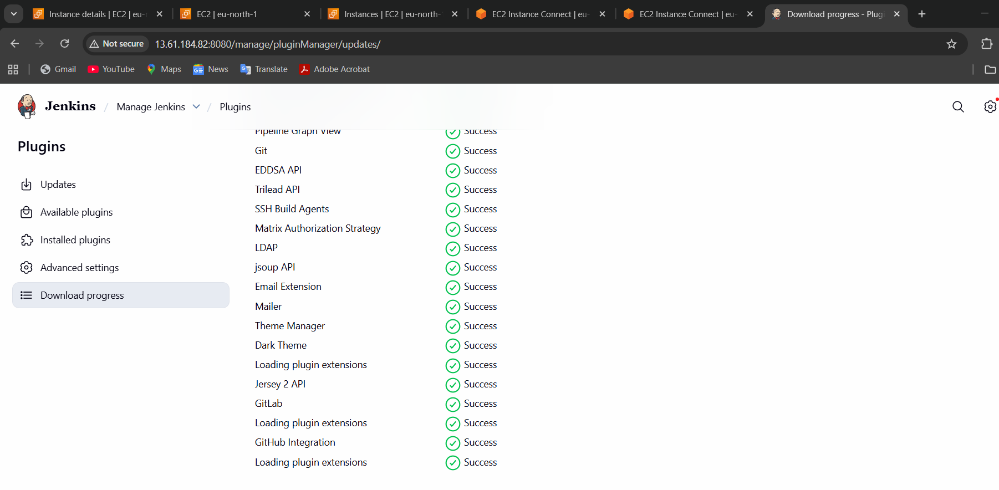 Instance details | EC2 | eu-n
EC2 | eu-north-1
Instances | EC2 | eu-north-
EC2 Instance Connect | eu-
EC2 Instance Connect | eu-
Download progress - Plug
Not secure
13.61.184.82:8080/manage/pluginManager/updates/
Gmail
YouTube
Maps
News
Translate
Adobe Acrobat
Jenkins / Manage Jenkins / Plugins
Plugins
Updates
Available plugins
Installed plugins
Advanced settings
Download progress
Pipeline Graph View Success
Git Success
EDDSA API Success
Trilead API Success
SSH Build Agents Success
Matrix Authorization Strategy Success
LDAP Success
jsoup API Success
Email Extension Success
Mailer Success
Theme Manager Success
Dark Theme Success
Loading plugin extensions Success
Jersey 2 API Success
GitLab Success
Loading plugin extensions Success
GitHub Integration Success
Loading plugin extensions Success